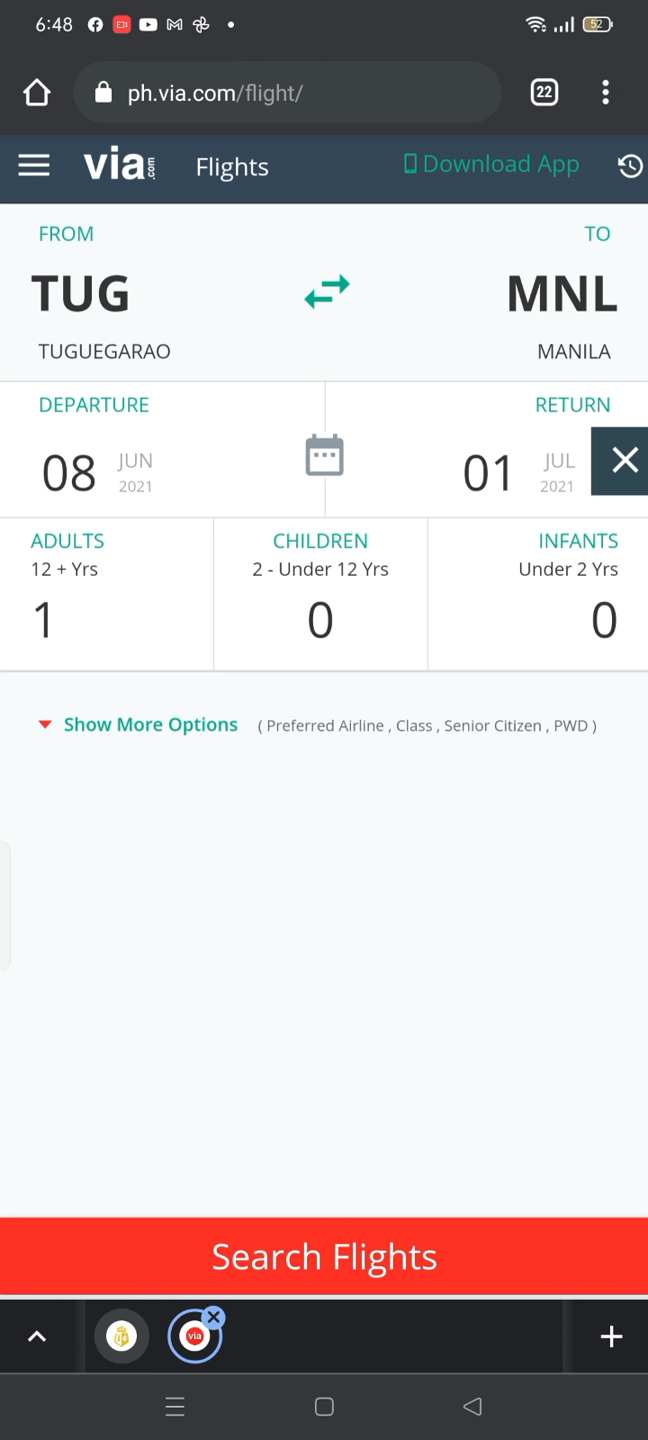 6:48
52
ph.via.com/flight/
22
via.com
Flights
Download App
FROM
TO
TUG
MNL
TUGUEGARAO
MANILA
DEPARTURE
RETURN
08 JUN 2021
01 JUL 2021
ADULTS
CHILDREN
INFANTS
12 + Yrs
2 - Under 12 Yrs
Under 2 Yrs
1
0
0
Show More Options ( Preferred Airline , Class , Senior Citizen , PWD )
Search Flights
via